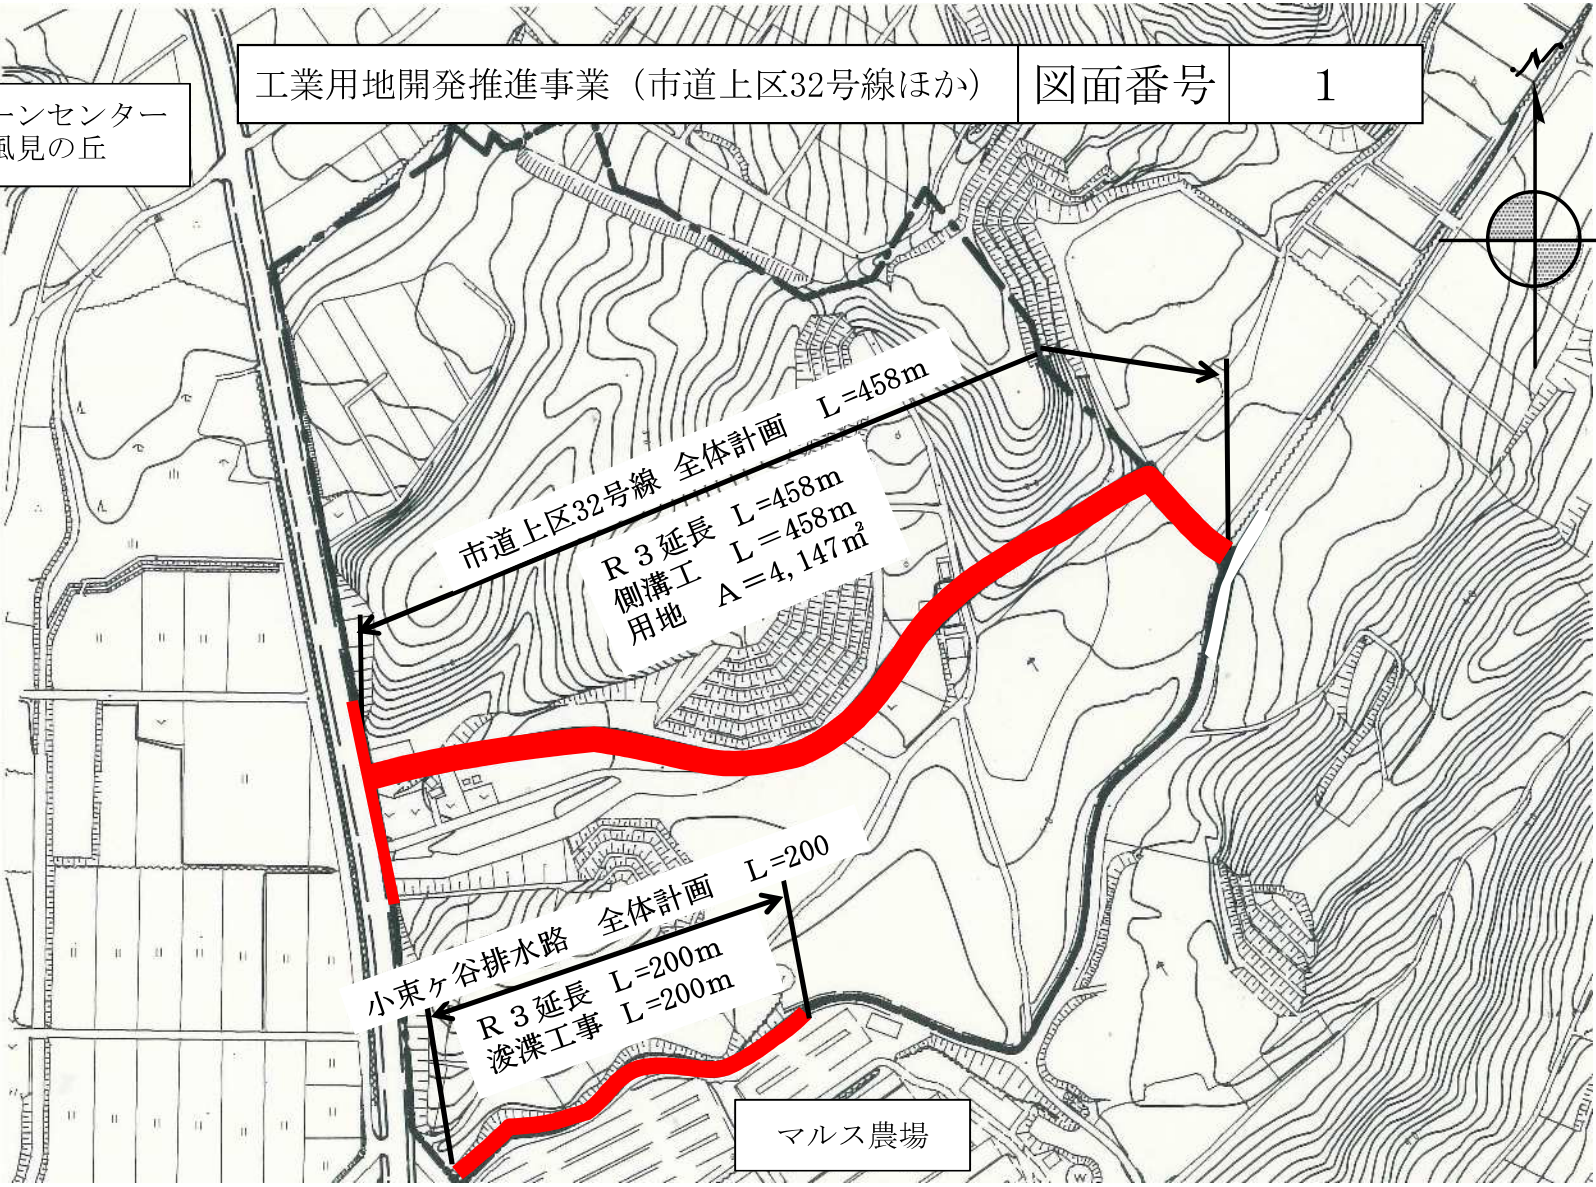 工業用地開発推進事業（市道上区32号線ほか）
図面番号
1
ーンセンター
風見の丘
市道上区32号線 全体計画 L=458m
R３延長 L=458m
側溝工 L=458m
用地 A=4,147㎡
小束ヶ谷排水路 全体計画 L=200
R３延長 L=200m
浚渫工事 L=200m
マルス農場